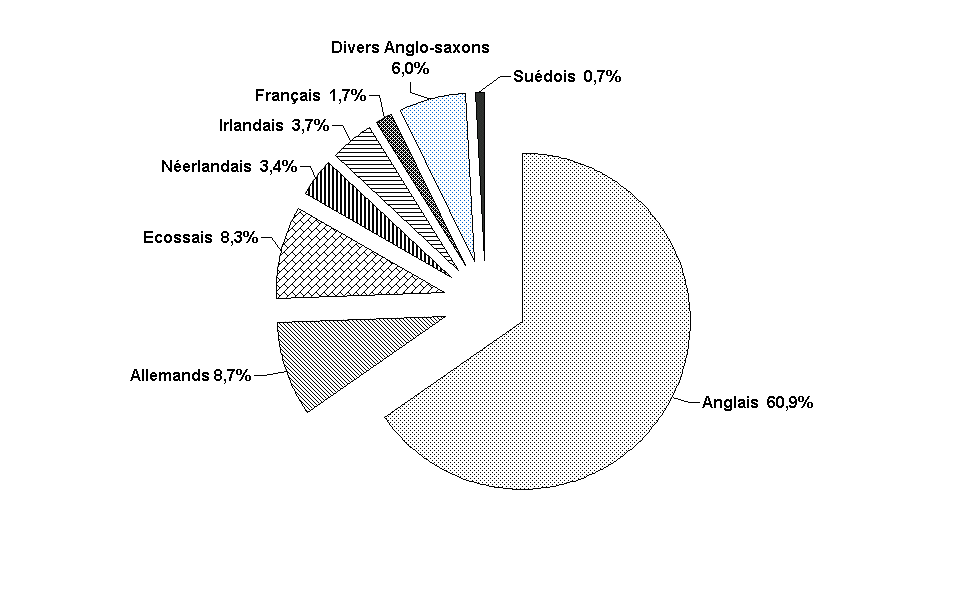 Divers Anglo-saxons
6,0%
Suédois 0,7%
Français 1,7%
Irlandais 3,7%
Néerlandais 3,4%
Ecossais 8,3%
Allemands 8,7%
Anglais 60,9%